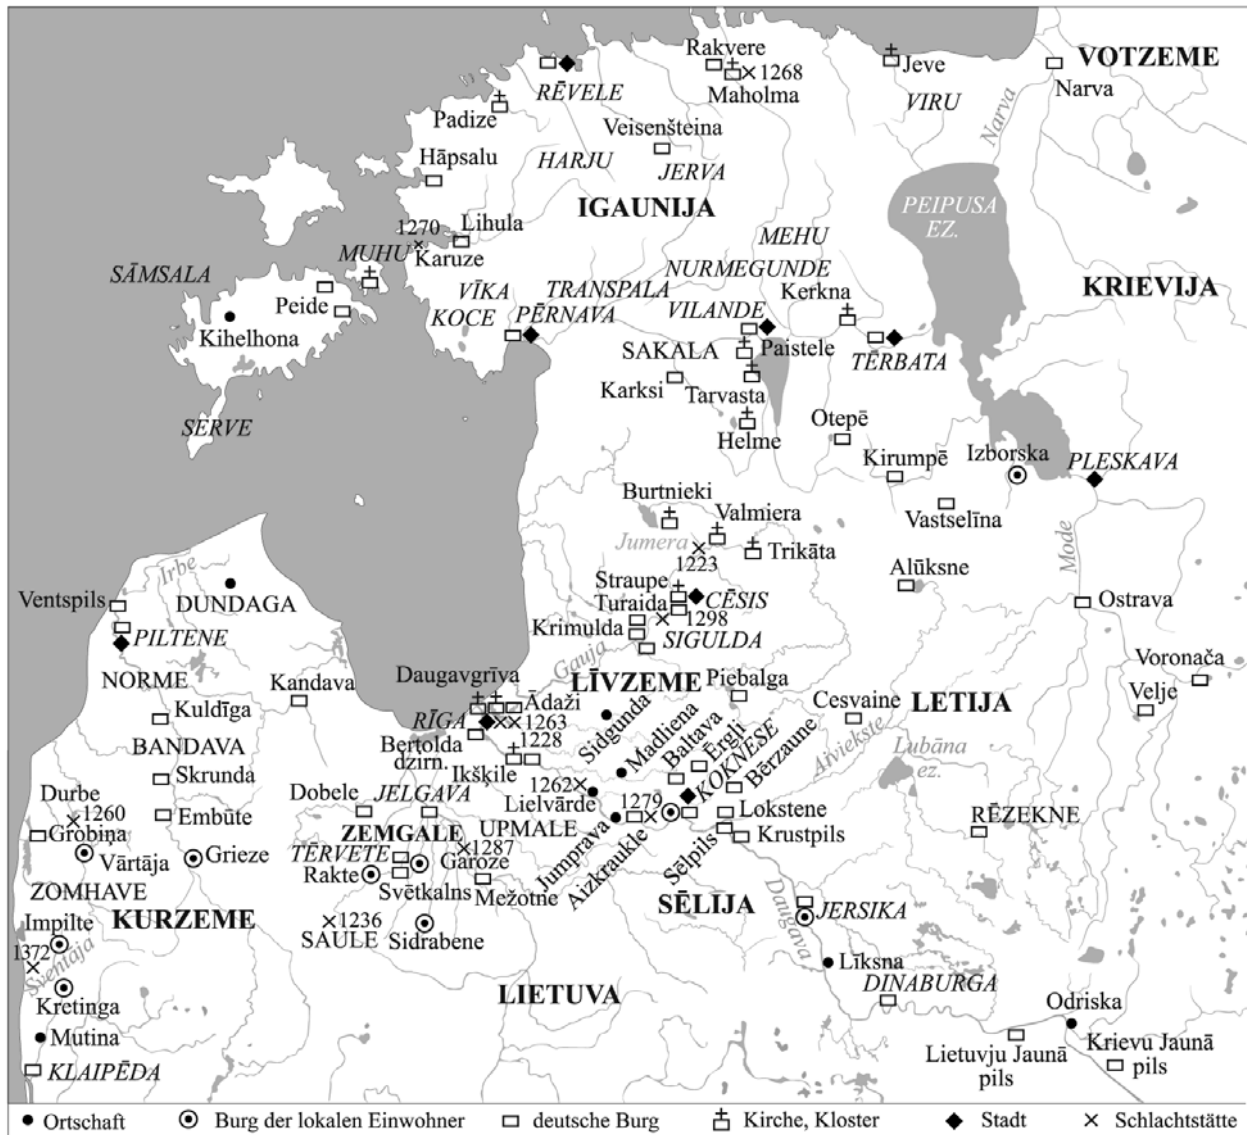 Rakvere
1268
Maholma
Jeve
VOTZEME
Narva
RĒVELE
VIRU
Narva
Padize
Veisenšteina
HARJU
JERVA
Hāpsalu
IGAUNIJA
PEIPUSA
EZ.
1270
Lihula
Karuze
MUHU
MEHU
SĀMSALA
NURMEGUNDE
KRIEVIJA
Peide
VĪKA
TRANSPALA
Kerkna
KOCE
PĒRNAVA
VILANDE
Kihelhona
SAKALA
Paistele
TĒRBATA
Karksi
Tarvasta
SERVE
Helme
Otepē
Kirumpē
Izborska
PLESKAVA
Burtnieki
Valmiera
Vastselīna
Jumera
1223
Trikāta
Mode
Irbe
DUNDAGA
Straupe
Alūksne
Ventspils
Turaida
CĒSIS
Ostrava
PILTENE
Krimulda
1298
SIGULDA
Gauja
NORME
Kandava
Daugavgrīva
LĪVZEME
Piebalga
Voronača
Kuldīga
Ādaži
Cesvaine
LETIJA
Velje
RĪGA
1263
Sidgunda
BANDAVA
Bertolda
dzirn.
1228
Madliena
Baltava
Ērgli
KOKNESE
Bērzaune
Aiviekste
Lubāna
ez.
Skrunda
Ikšķile
1262
Durbe
Dobele
JELGAVA
Lielvārde
1279
Lokstene
RĒZEKNE
1260
Embūte
ZEMGALE
UPMALE
Jumprava
Krustpils
Grobiņa
TĒRVETE
1287
Aizkraukle
Sēlpils
Vārtāja
Grieze
Rakte
Garoze
Svētkalns
Mežotne
ZOMHAVE
KURZEME
1236
SĒLĪJA
Daugava
JERSIKA
Impilte
SAULE
Sidrabene
1372
Sventāja
Līksna
Kretinga
LIETUVA
DINABURGA
Odriska
Mutina
Lietuvju Jaunā
pils
Krievu Jaunā
pils
KLAIPĒDA
Ortschaft
Burg der lokalen Einwohner
deutsche Burg
Kirche, Kloster
Stadt
Schlachtstätte